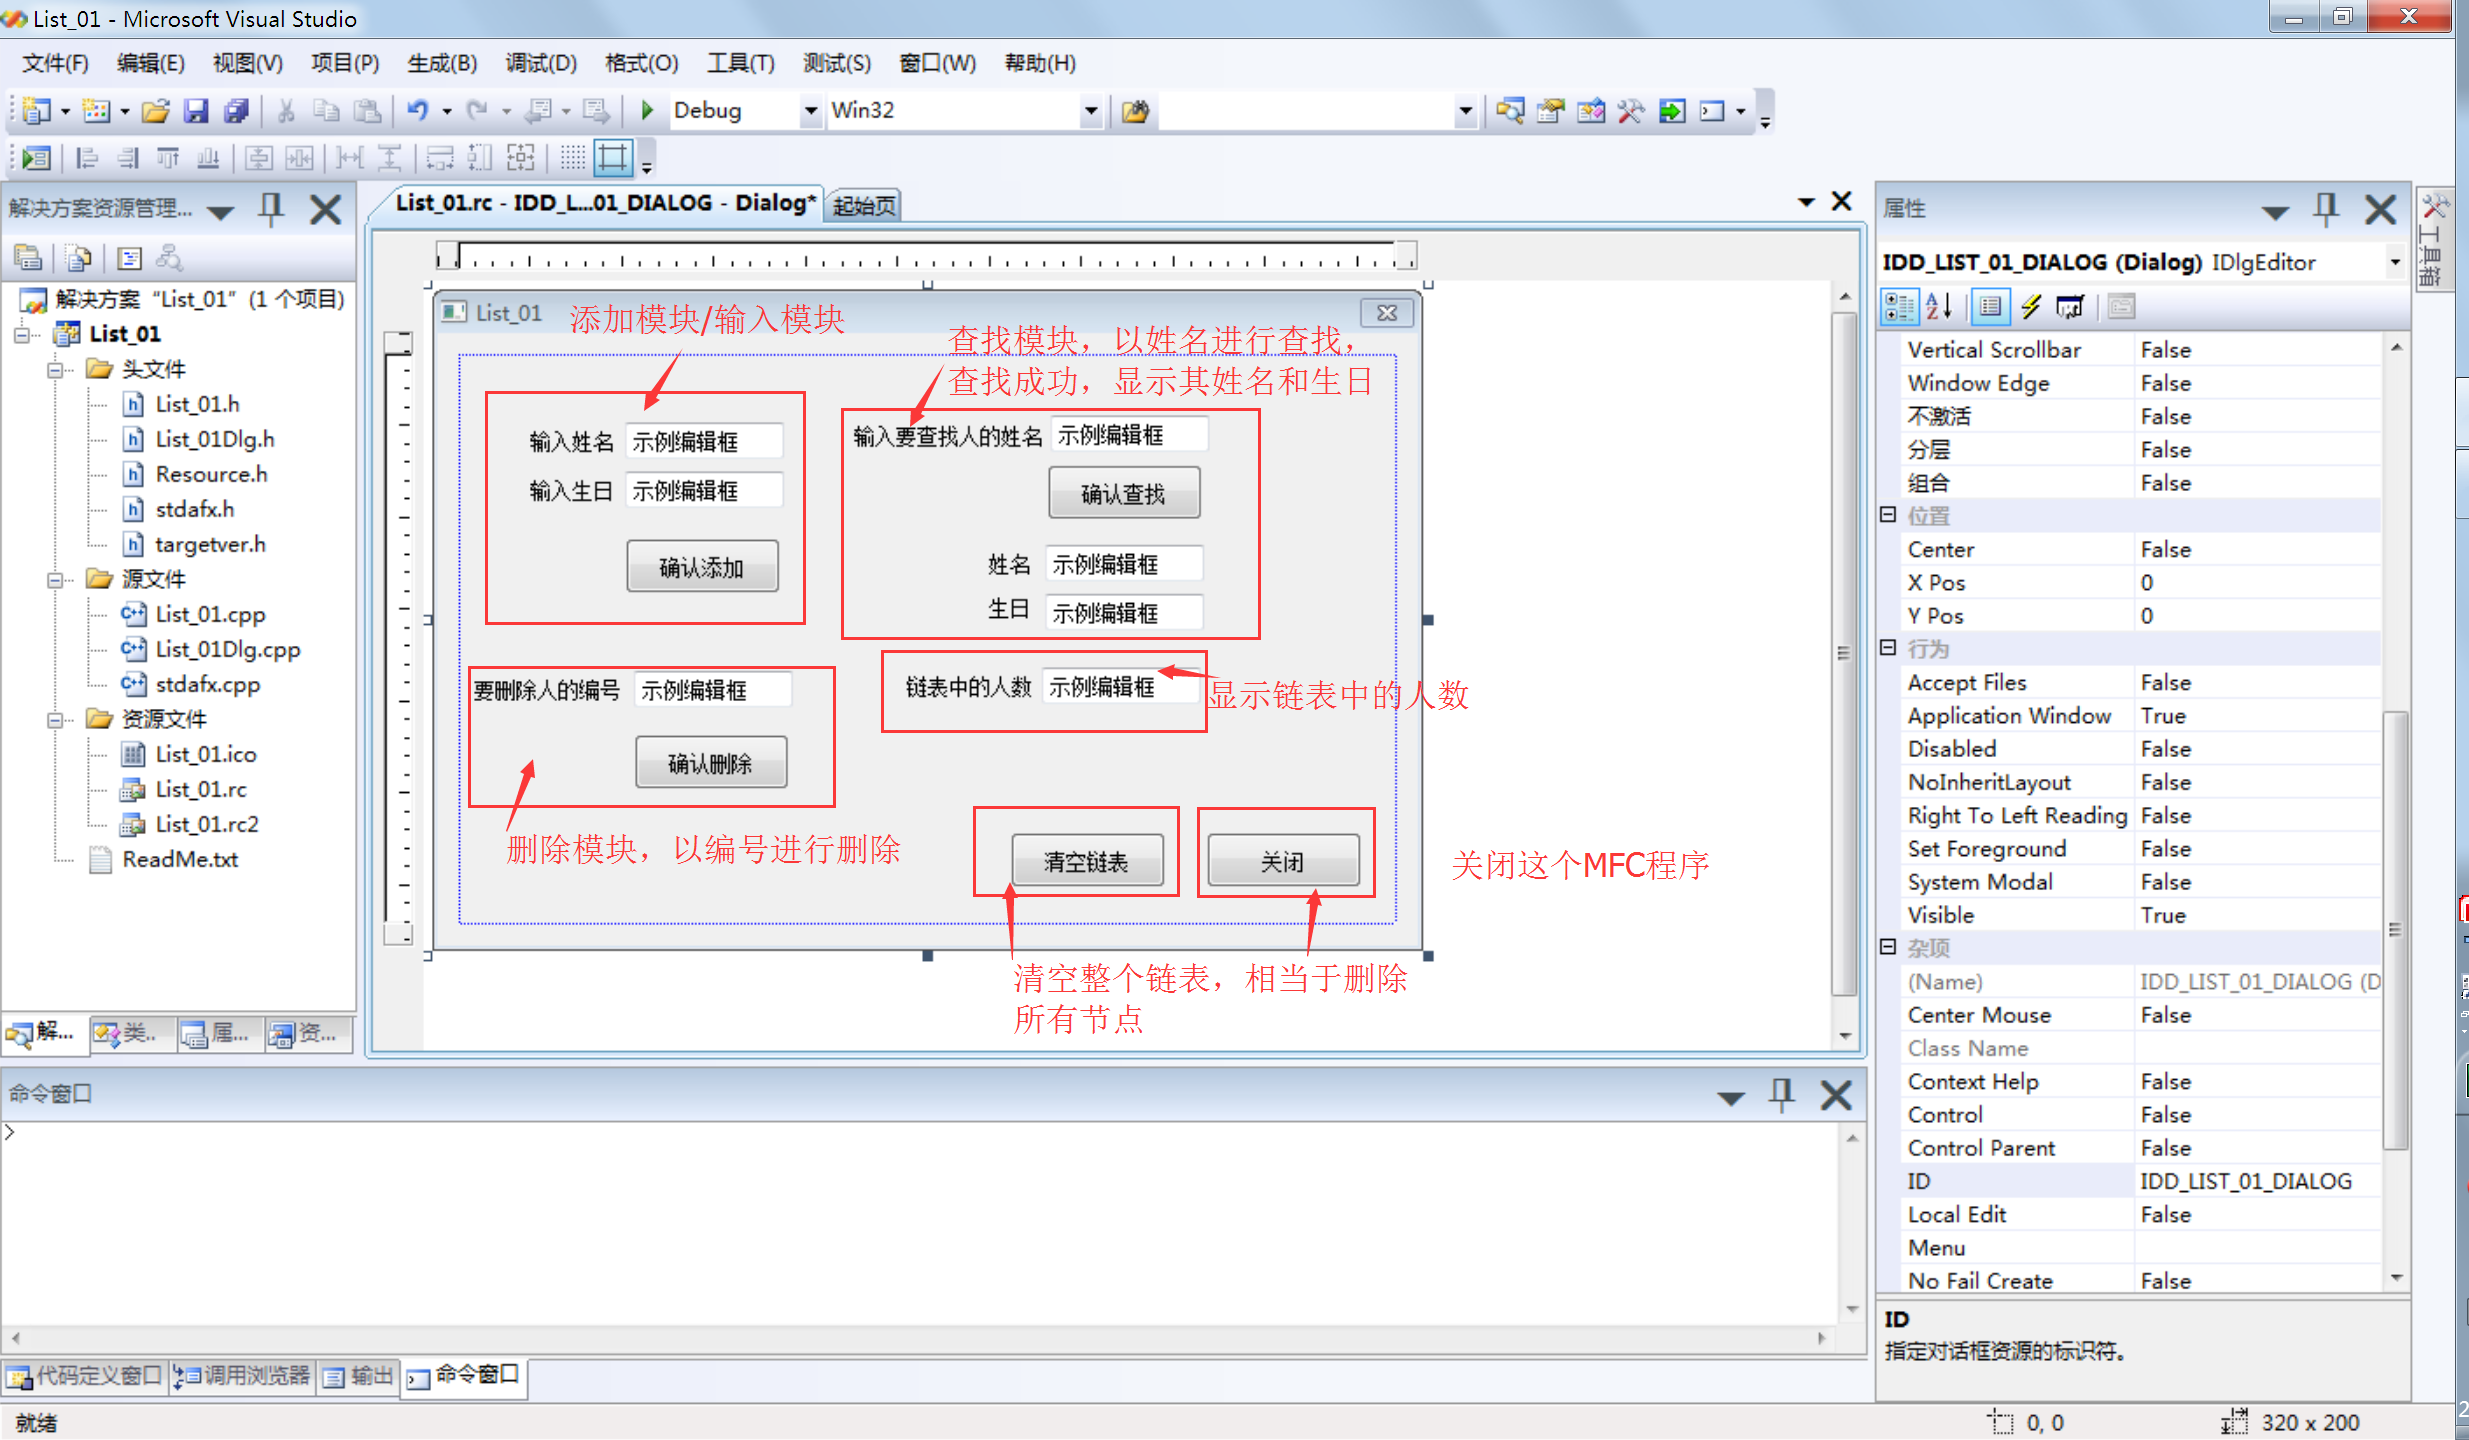 List_01 - Microsoft Visual Studio
文件(F) 编辑(E) 视图(V) 项目(P) 生成(B) 调试(D) 格式(O) 工具(T) 测试(S) 窗口(W) 帮助(H)
Debug Win32
解决方案资源管理...
解决方案 “List_01” (1 个项目)
List_01
头文件
List_01.h
List_01Dlg.h
Resource.h
stdafx.h
targetver.h
源文件
List_01.cpp
List_01Dlg.cpp
stdafx.cpp
资源文件
List_01.ico
List_01.rc
List_01.rc2
ReadMe.txt
解... 类.. 属... 资...
List_01.rc - IDD_L...01_DIALOG - Dialog* 起始页
List_01
添加模块/输入模块
查找模块，以姓名进行查找，
查找成功，显示其姓名和生日
输入姓名 示例编辑框
输入生日 示例编辑框
确认添加
输入要查找人的姓名 示例编辑框
确认查找
姓名 示例编辑框
生日 示例编辑框
要删除人的编号 示例编辑框
确认删除
链表中的人数 示例编辑框
显示链表中的人数
删除模块，以编号进行删除
清空链表
关闭
关闭这个MFC程序
清空整个链表，相当于删除
所有节点
属性
IDD_LIST_01_DIALOG (Dialog) IDlgEditor
Vertical Scrollbar False
Window Edge False
不激活 False
分层 False
组合 False
位置
Center False
X Pos 0
Y Pos 0
行为
Accept Files False
Application Window True
Disabled False
NoInheritLayout False
Right To Left Reading False
Set Foreground False
System Modal False
Visible True
杂项
(Name) IDD_LIST_01_DIALOG (D
Center Mouse False
Class Name
Context Help False
Control False
Control Parent False
ID IDD_LIST_01_DIALOG
Local Edit False
Menu
No Fail Create False
ID
指定对话框资源的标识符。
工具箱
命令窗口
>
代码定义窗口 调用浏览器 输出 命令窗口
就绪
0, 0 320 x 200